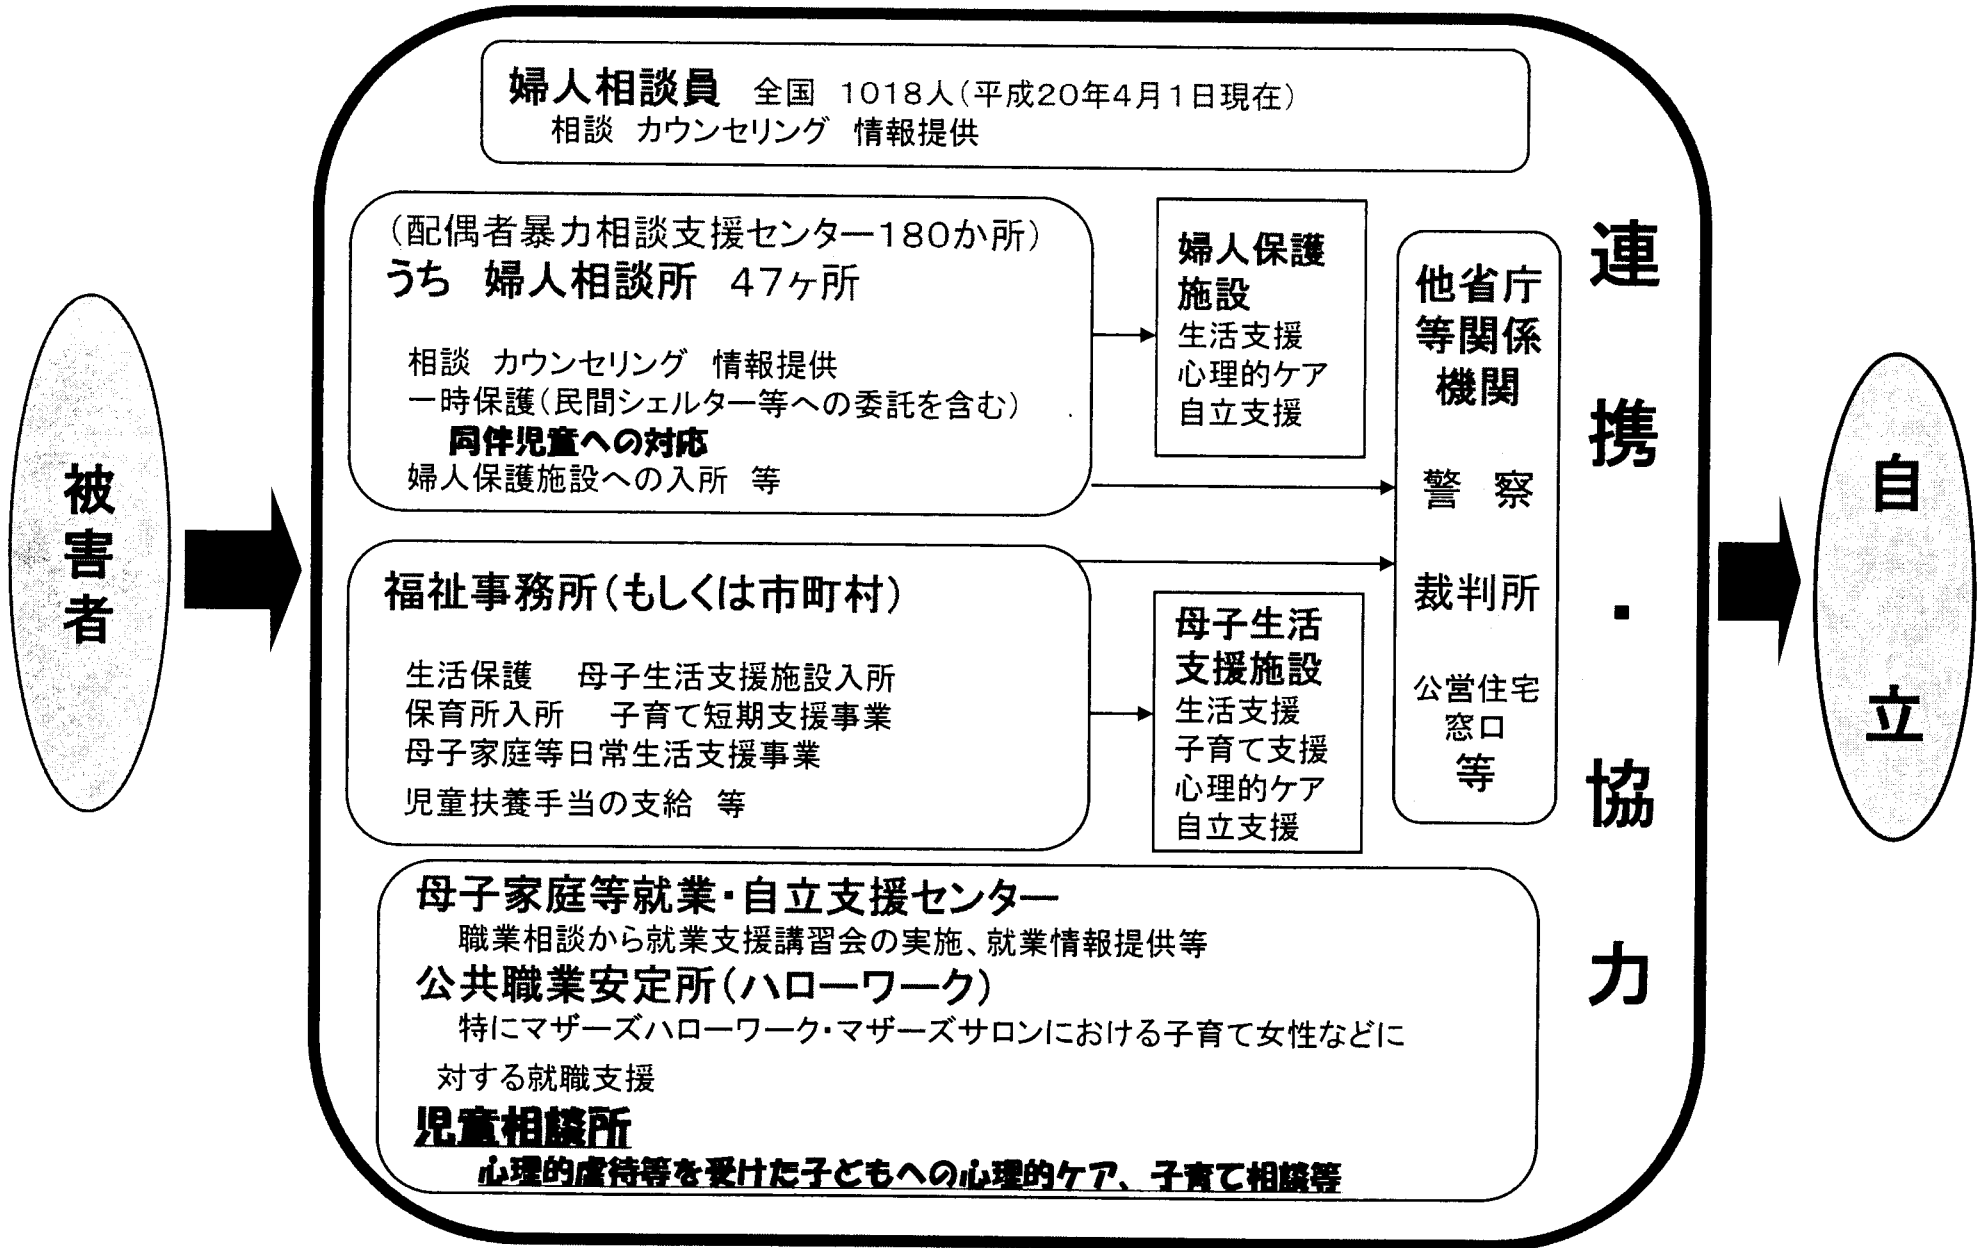 婦人相談員 全国 1018人(平成20年4月1日現在)
相談 カウンセリング 情報提供
(配偶者暴力相談支援センター180か所)
うち 婦人相談所 47ヶ所
相談 カウンセリング 情報提供
一時保護(民間シェルター等への委託を含む)
同伴児童への対応
婦人保護施設への入所 等
婦人保護
施設
生活支援
心理的ケア
自立支援
福祉事務所(もしくは市町村)
生活保護 母子生活支援施設入所
保育所入所 子育て短期支援事業
母子家庭等日常生活支援事業
児童扶養手当の支給 等
母子生活
支援施設
生活支援
子育て支援
心理的ケア
自立支援
他省庁
等関係
機関
警 察
裁判所
公営住宅
窓口
等
母子家庭等就業・自立支援センター
職業相談から就業支援講習会の実施、就業情報提供等
公共職業安定所(ハローワーク)
特にマザーズハローワーク・マザーズサロンにおける子育て女性などに
対する就職支援
児童相談所
心理的虐待等を受けた子どもへの心理的ケア、子育て相談等
連携・協力
被害者
自立